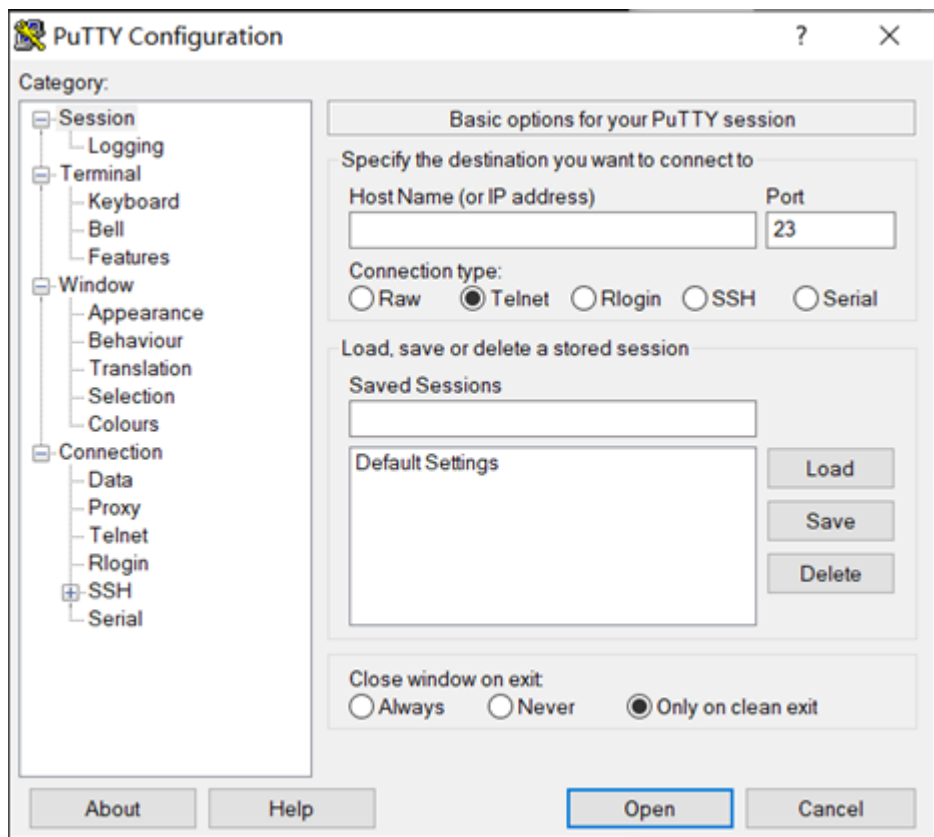 PuTTY Configuration
?
Category:
Session
Logging
Terminal
Keyboard
Bell
Features
Window
Appearance
Behaviour
Translation
Selection
Colours
Connection
Data
Proxy
Telnet
Rlogin
SSH
Serial
Basic options for your PuTTY session
Specify the destination you want to connect to
Host Name (or IP address) Port
23
Connection type:
Raw Telnet Rlogin SSH Serial
Load, save or delete a stored session
Saved Sessions
Default Settings
Load
Save
Delete
Close window on exit:
Always Never Only on clean exit
About Help Open Cancel